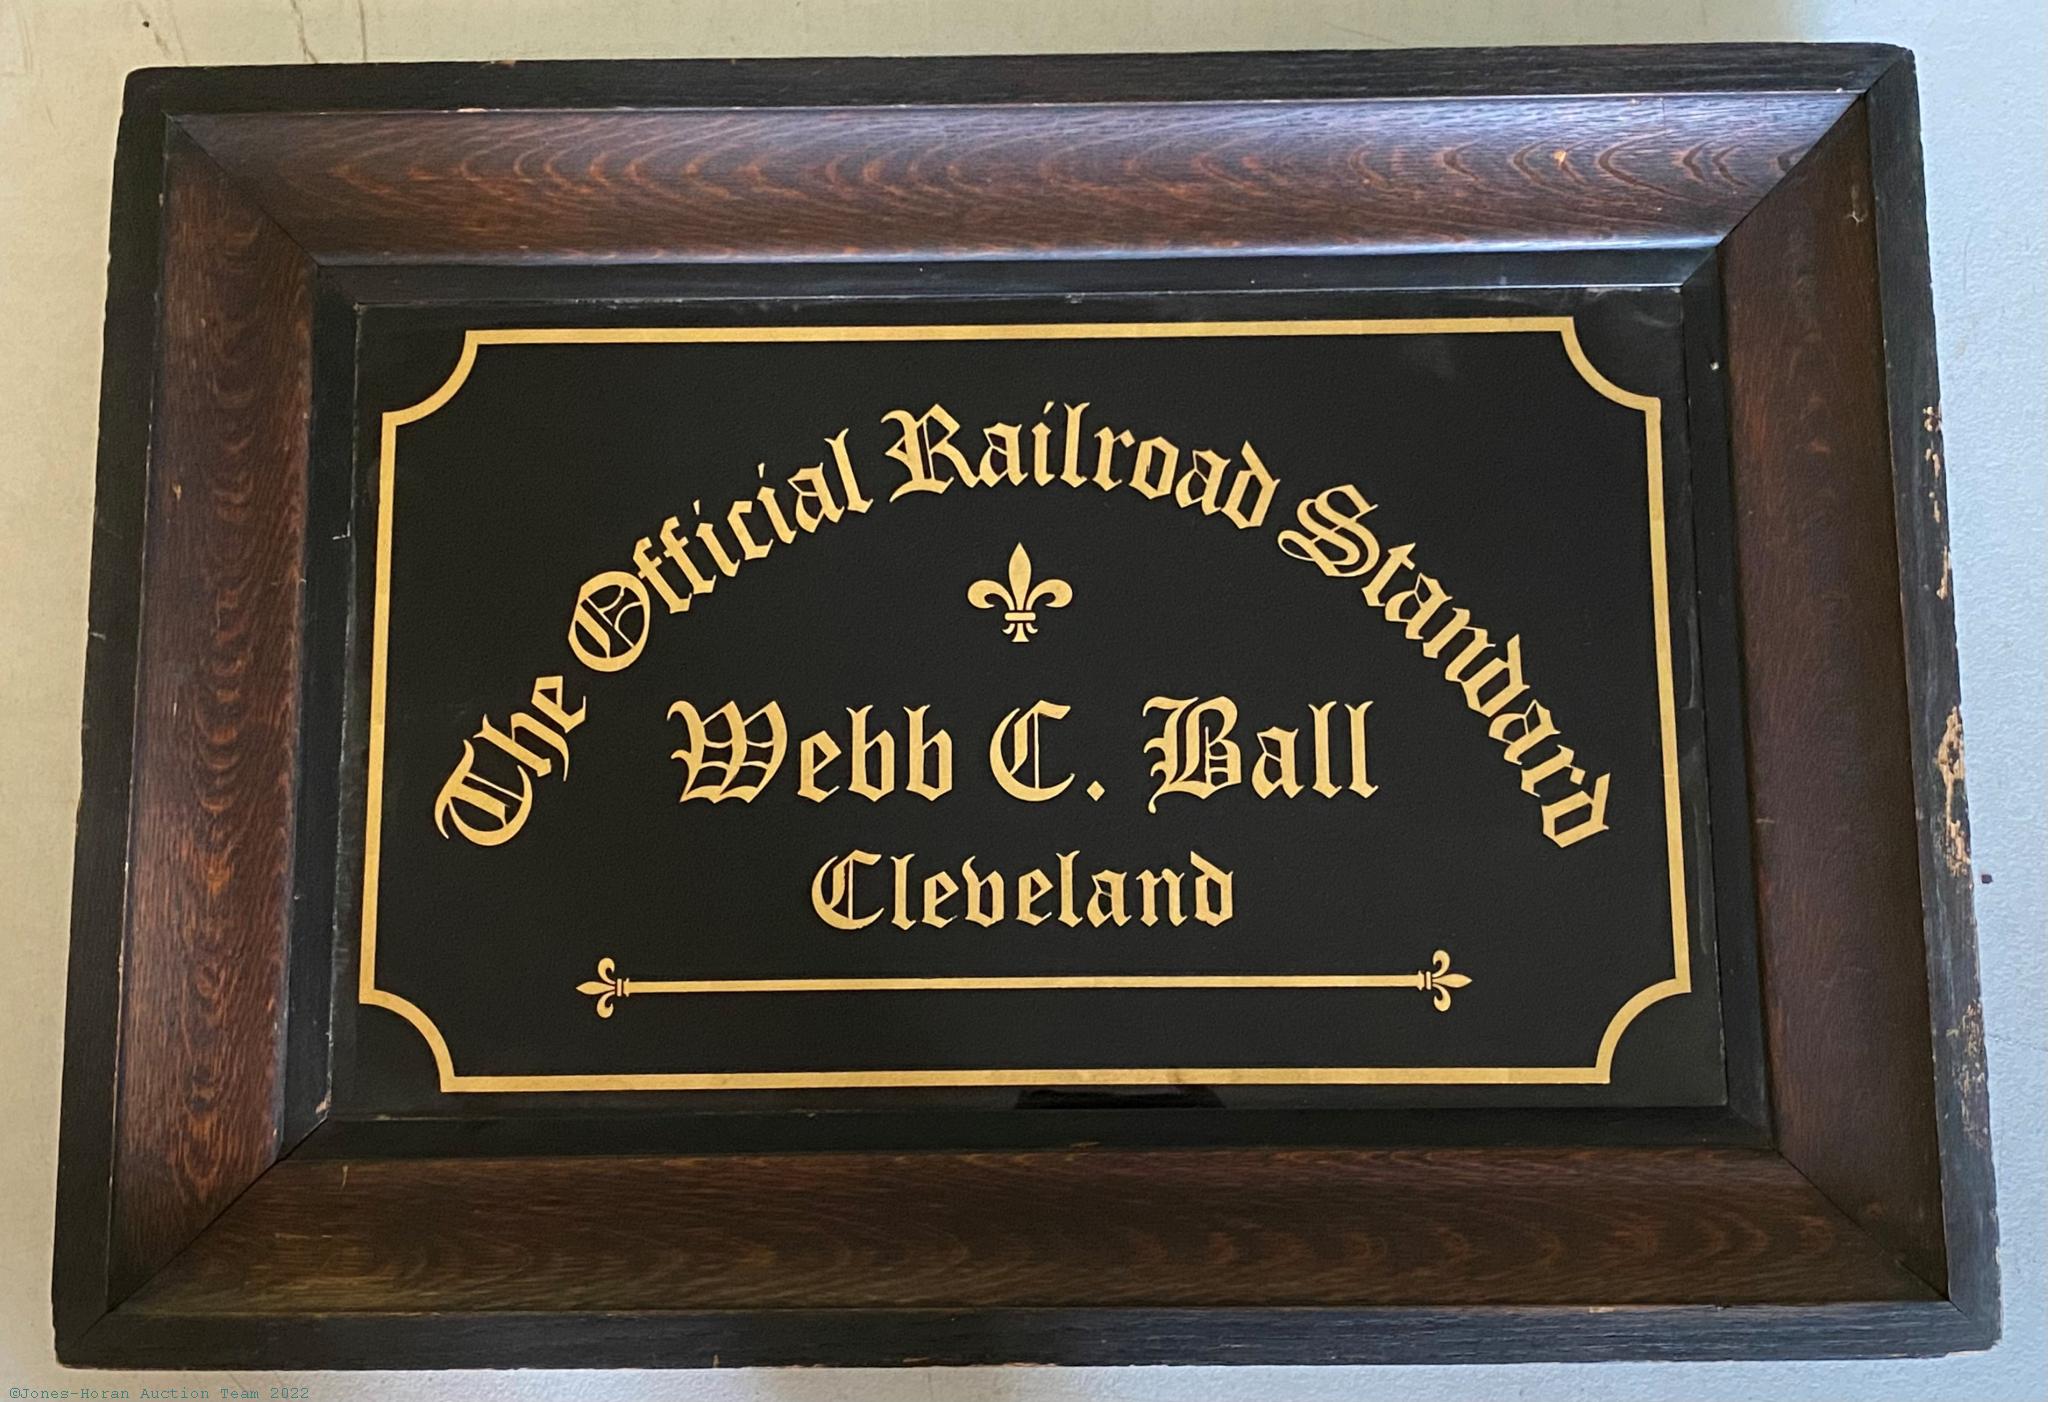 The Official Railroad Standard
Webb C. Ball
Cleveland
©Jones-Horan Auction Team 2022